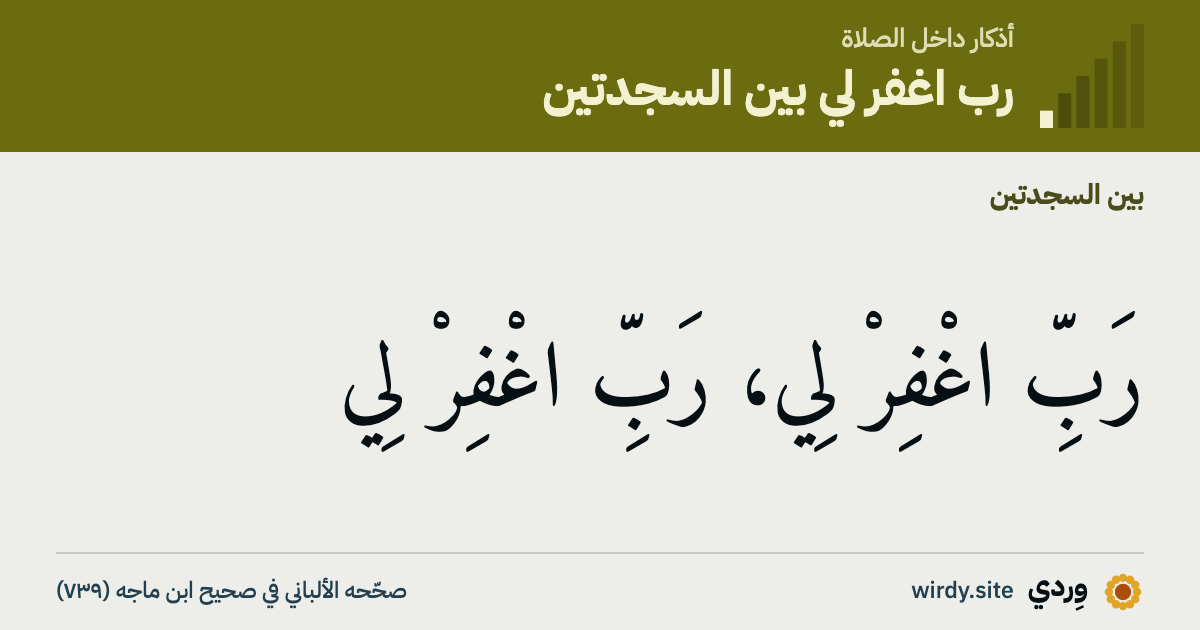 أذكار داخل الصلاة
رب اغفر لي بين السجدتين
بين السجدتين
رَبِّ اغْفِرْ لِي، رَبِّ اغْفِرْ لِي
وِردي wirdy.site
صحّحه الألباني في صحيح ابن ماجه (٧٣٩)